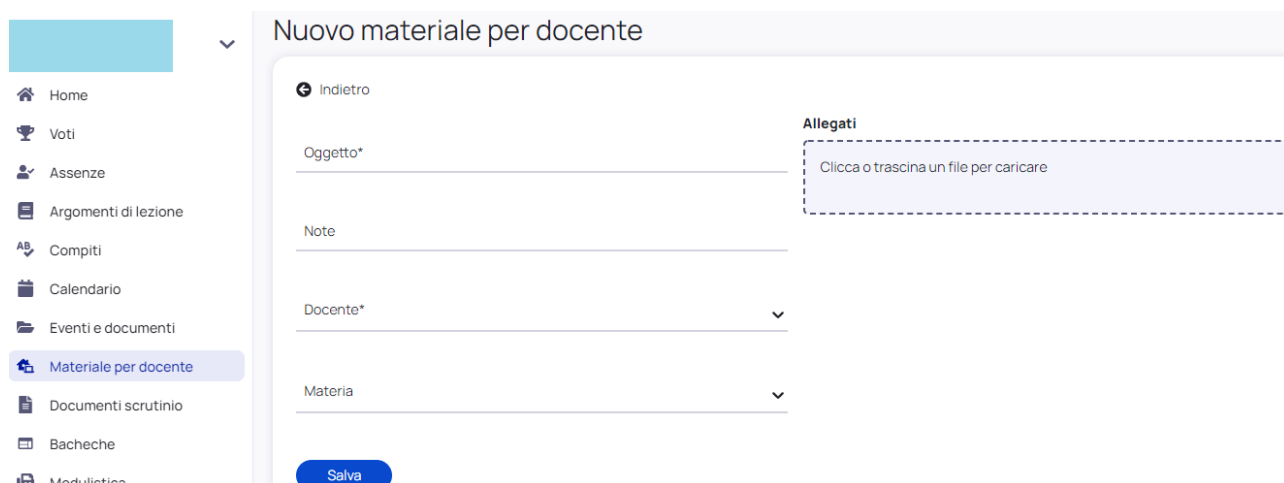 Nuovo materiale per docente
Home
Voti
Assenze
Argomenti di lezione
AB
Compiti
Calendario
Eventi e documenti
Materiale per docente
Documenti scrutinio
Bacheche
Modulistica
Indietro
Oggetto*
Note
Docente*
Materia
Salva
Allegati
Clicca o trascina un file per caricare